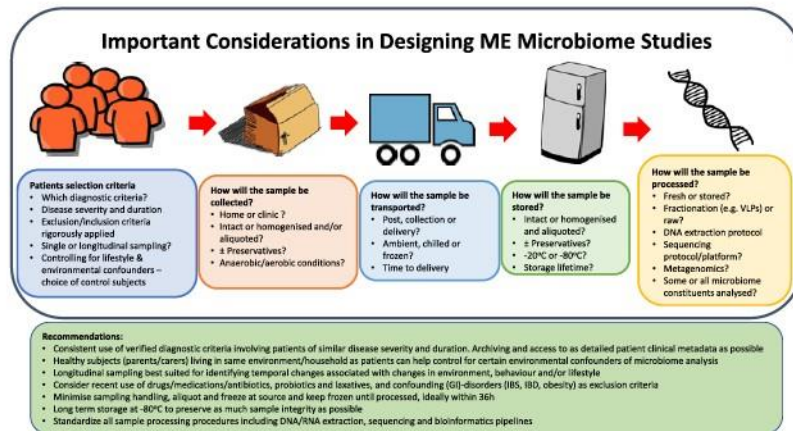 Important Considerations in Designing ME Microbiome Studies
Patients selection criteria
• Which diagnostic criteria?
• Disease severity and duration
• Exclusion/inclusion criteria
rigorously applied
• Single or longitudinal sampling?
• Controlling for lifestyle &
environmental confounders –
choice of control subjects
How will the sample be
collected?
• Home or clinic ?
• Intact or homogenised and/or
aliquoted?
• ± Preservatives?
• Anaerobic/aerobic conditions?
How will the sample be
transported?
• Post, collection or
delivery?
• Ambient, chilled or
frozen?
• Time to delivery
How will the sample be
stored?
• Intact or homogenised
and aliquoted?
• ± Preservatives?
• -20ºC or -80ºC?
• Storage lifetime?
How will the sample be
processed?
• Fresh or stored?
• Fractionation (e.g. VLPs) or
raw?
• DNA extraction protocol
• Sequencing
protocol/platform?
• Metagenomics?
• Some or all microbiome
constituents analysed?
Recommendations:
• Consistent use of verified diagnostic criteria involving patients of similar disease severity and duration. Archiving and access to as detailed patient clinical metadata as possible
• Healthy subjects (parents/carers) living in same environment/household as patients can help control for certain environmental confounders of microbiome analysis
• Longitudinal sampling best suited for identifying temporal changes associated with changes in environment, behaviour and/or lifestyle
• Consider recent use of drugs/medications/antibiotics, probiotics and laxatives, and confounding (GI)-disorders (IBS, IBD, obesity) as exclusion criteria
• Minimise sampling handling, aliquot and freeze at source and keep frozen until processed, ideally within 36h
• Long term storage at -80ºC to preserve as much sample integrity as possible
• Standardize all sample processing procedures including DNA/RNA extraction, sequencing and bioinformatics pipelines